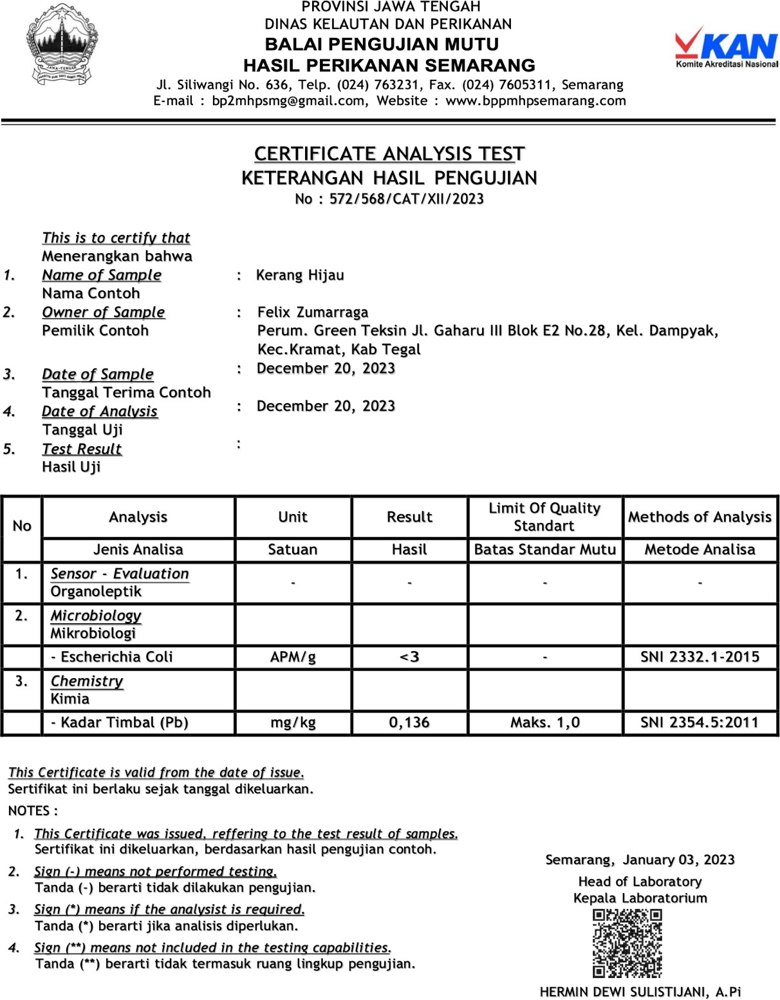 PROVINSI JAWA TENGAH
DINAS KELAUTAN DAN PERIKANAN
BALAI PENGUJIAN MUTU
HASIL PERIKANAN SEMARANG
Jl. Siliwangi No. 636, Telp. (024) 763231, Fax. (024) 7605311, Semarang
E-mail : bp2mhpsmg@gmail.com, Website : www.bppmhpsemarang.com
JAWA-TENGAH
KAN
Komite Akreditasi Nasional
CERTIFICATE ANALYSIS TEST
KETERANGAN HASIL PENGUJIAN
No : 572/568/CAT/XII/2023
This is to certify that
Menerangkan bahwa
1. Name of Sample : Kerang Hijau
Nama Contoh
2. Owner of Sample : Felix Zumarraga
Pemilik Contoh Perum. Green Teksin Jl. Gaharu III Blok E2 No.28, Kel. Dampyak,
Kec.Kramat, Kab Tegal
3. Date of Sample : December 20, 2023
Tanggal Terima Contoh
4. Date of Analysis : December 20, 2023
Tanggal Uji
5. Test Result :
Hasil Uji
No Analysis Unit Result Limit Of Quality Standart Methods of Analysis
Jenis Analisa Satuan Hasil Batas Standar Mutu Metode Analisa
1. Sensor - Evaluation - - - -
Organoleptik
2. Microbiology
Mikrobiologi
- Escherichia Coli APM/g <3 - SNI 2332.1-2015
3. Chemistry
Kimia
- Kadar Timbal (Pb) mg/kg 0,136 Maks. 1,0 SNI 2354.5:2011
This Certificate is valid from the date of issue.
Sertifikat ini berlaku sejak tanggal dikeluarkan.
NOTES :
1. This Certificate was issued, reffering to the test result of samples.
Sertifikat ini dikeluarkan, berdasarkan hasil pengujian contoh.
2. Sign (-) means not performed testing.
Tanda (-) berarti tidak dilakukan pengujian.
3. Sign (*) means if the analysist is required.
Tanda (*) berarti jika analisis diperlukan.
4. Sign (**) means not included in the testing capabilities.
Tanda (**) berarti tidak termasuk ruang lingkup pengujian.
Semarang, January 03, 2023
Head of Laboratory
Kepala Laboratorium
HERMIN DEWI SULISTIJANI, A.Pi